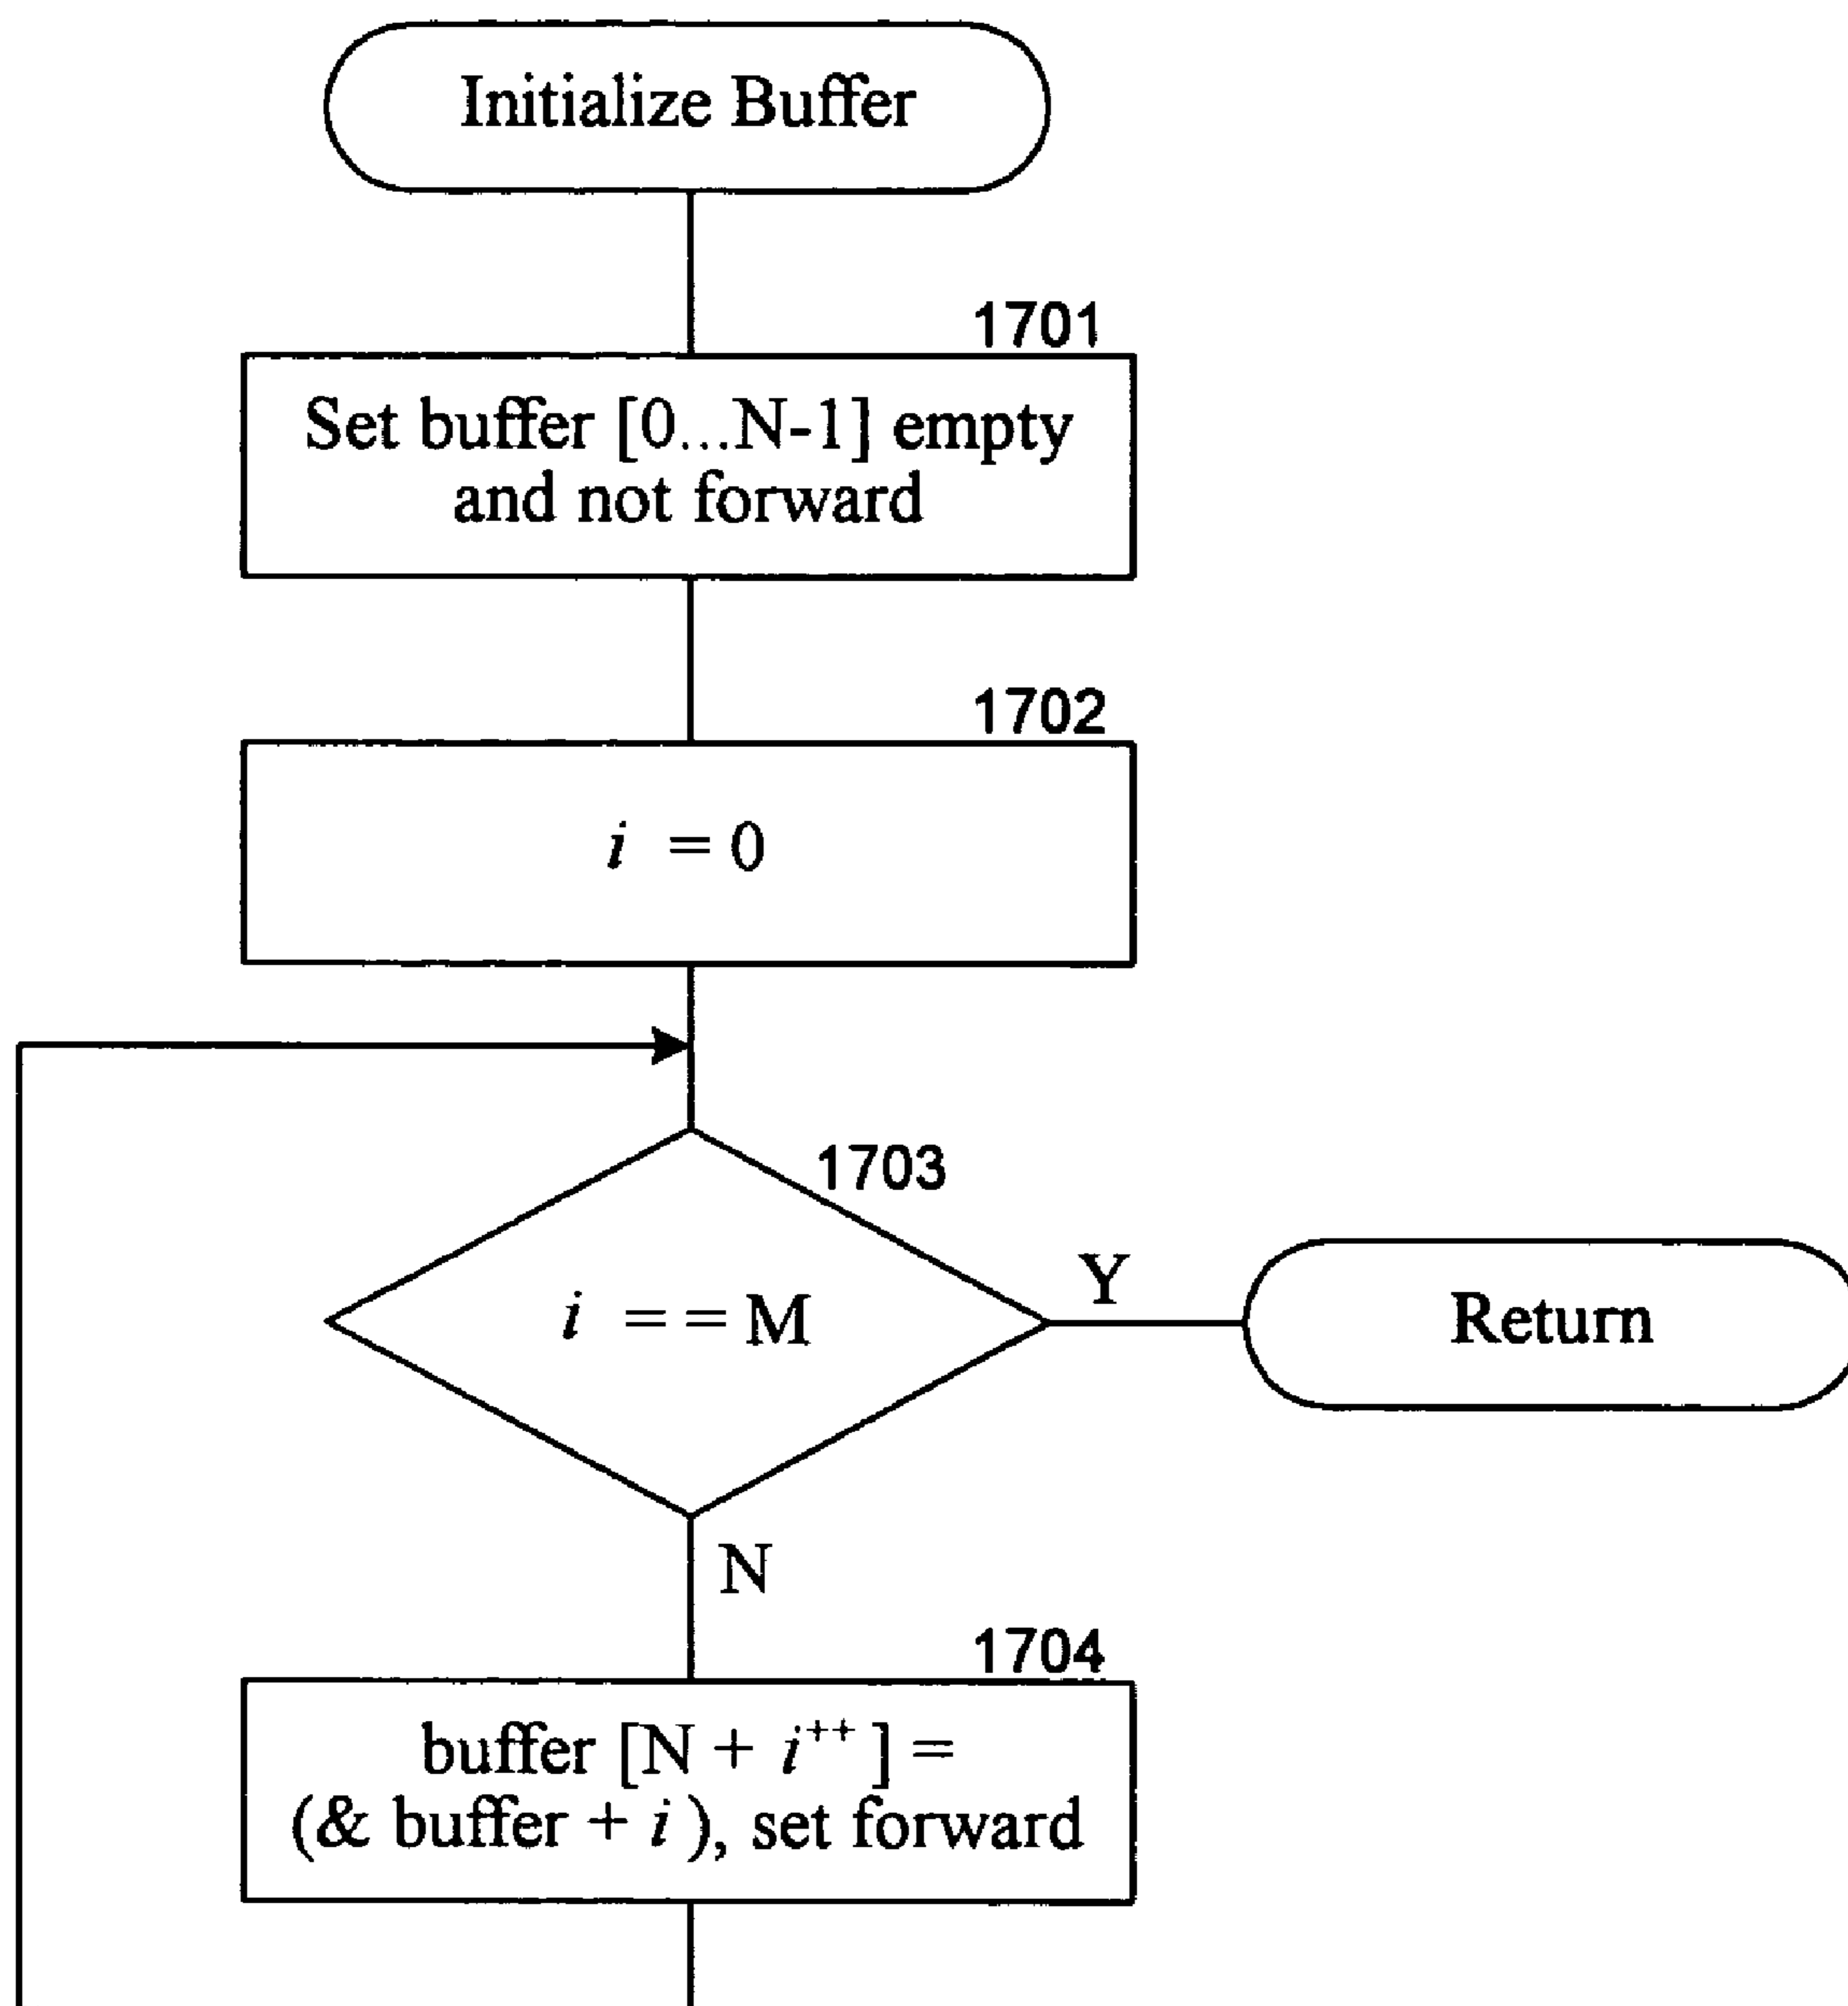 Initialize Buffer
1701
Set buffer [0...N-1] empty
and not forward
1702
i = 0
1703
i == M
Y
Return
N
1704
buffer [N + i++ ] =
(& buffer + i ), set forward